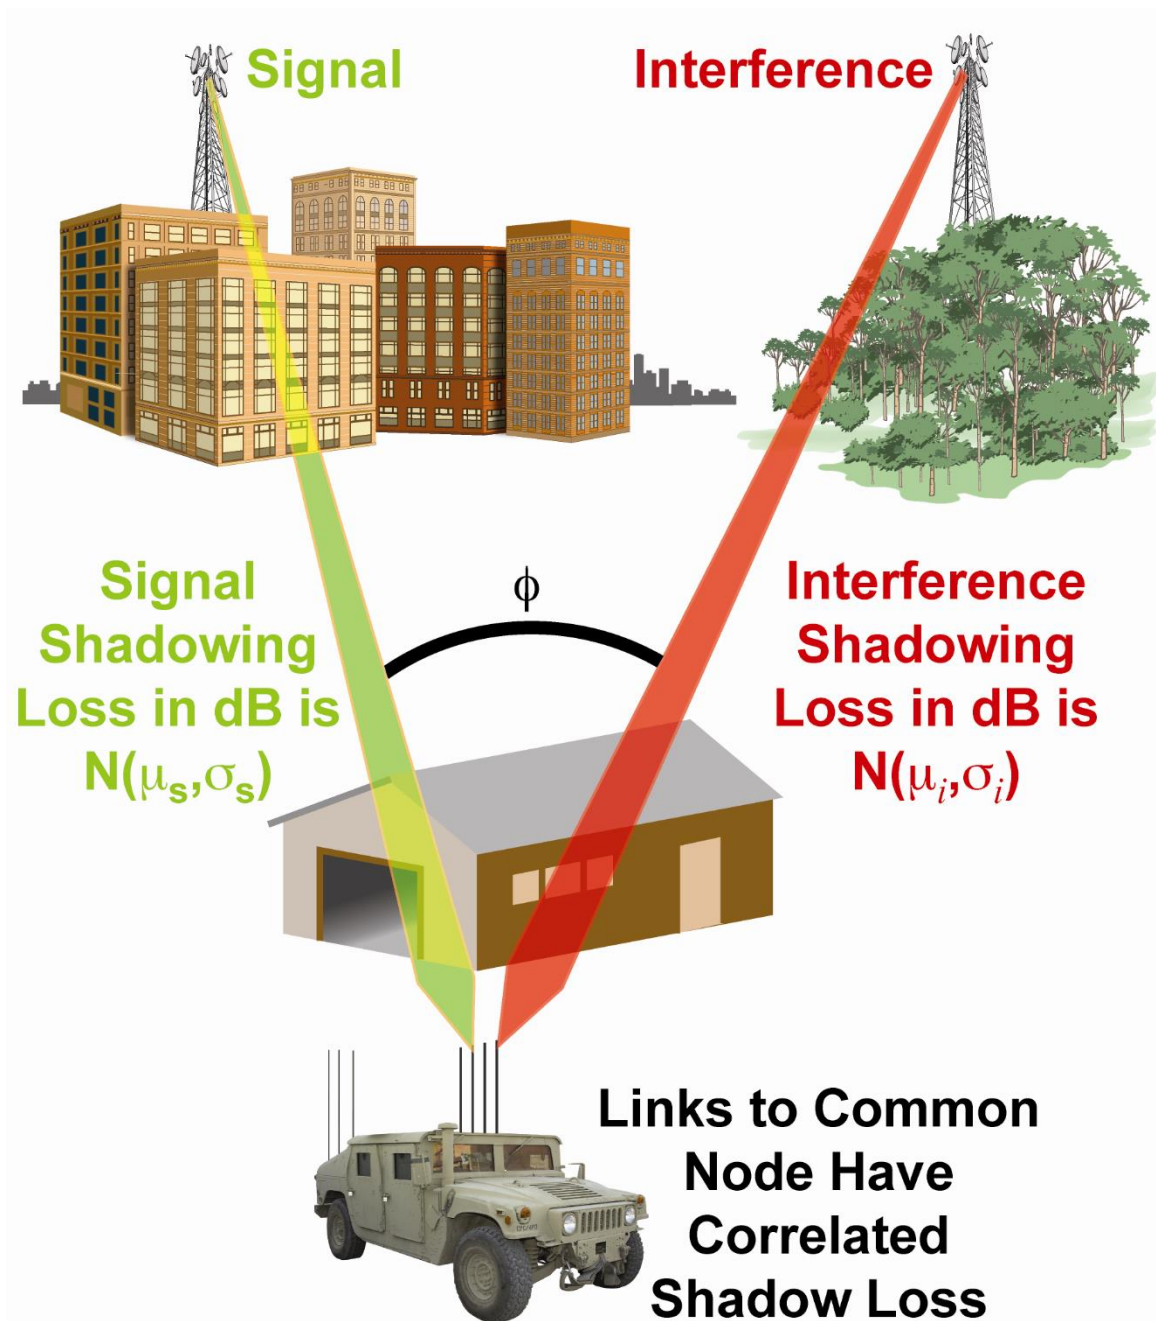 Signal
Interference
ϕ
Signal
Shadowing
Loss in dB is
N(μₛ,σₛ)
Interference
Shadowing
Loss in dB is
N(μᵢ,σᵢ)
Links to Common
Node Have
Correlated
Shadow Loss